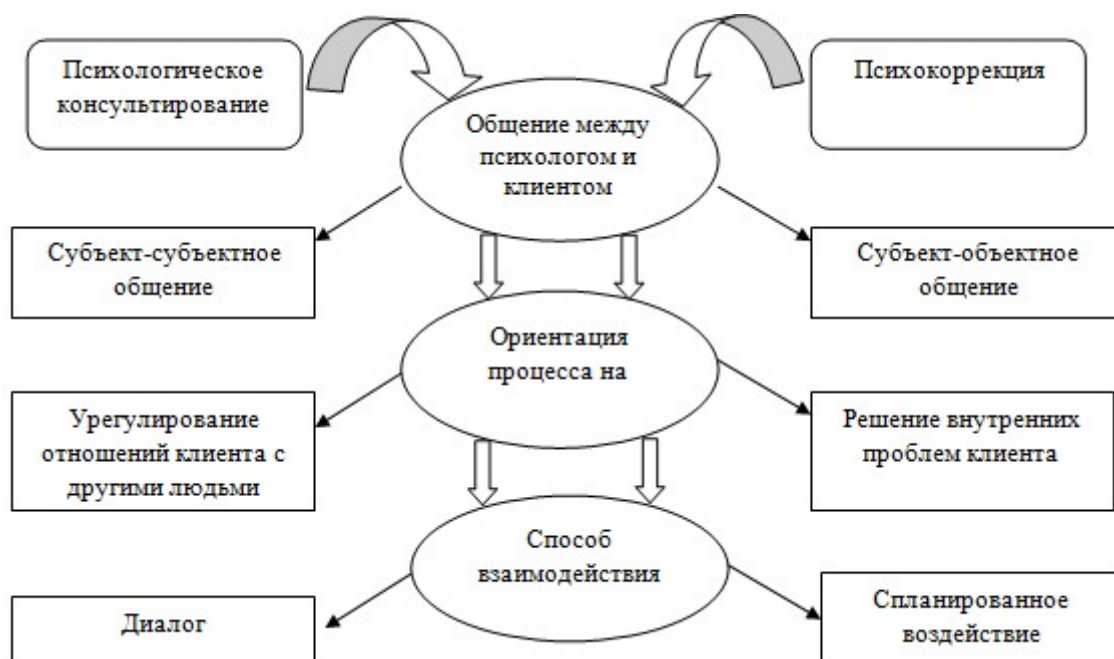 Психологическое
консультирование
Психокоррекция
Общение между
психологом и
клиентом
Субъект-субъектное
общение
Субъект-объектное
общение
Ориентация
процесса на
Урегулирование
отношений клиента с
другими людьми
Решение внутренних
проблем клиента
Способ
взаимодействия
Диалог
Спланированное
воздействие